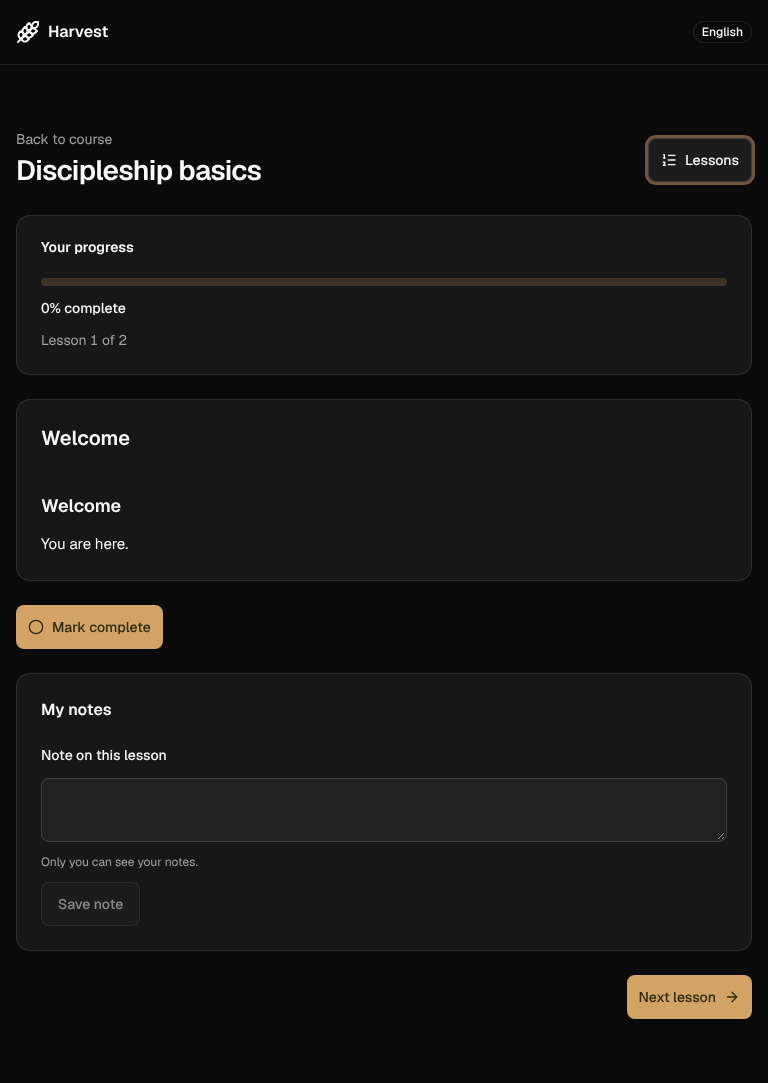 Harvest
English
Back to course
Discipleship basics
Lessons
Your progress
0% complete
Lesson 1 of 2
Welcome
Welcome
You are here.
Mark complete
My notes
Note on this lesson
Only you can see your notes.
Save note
Next lesson